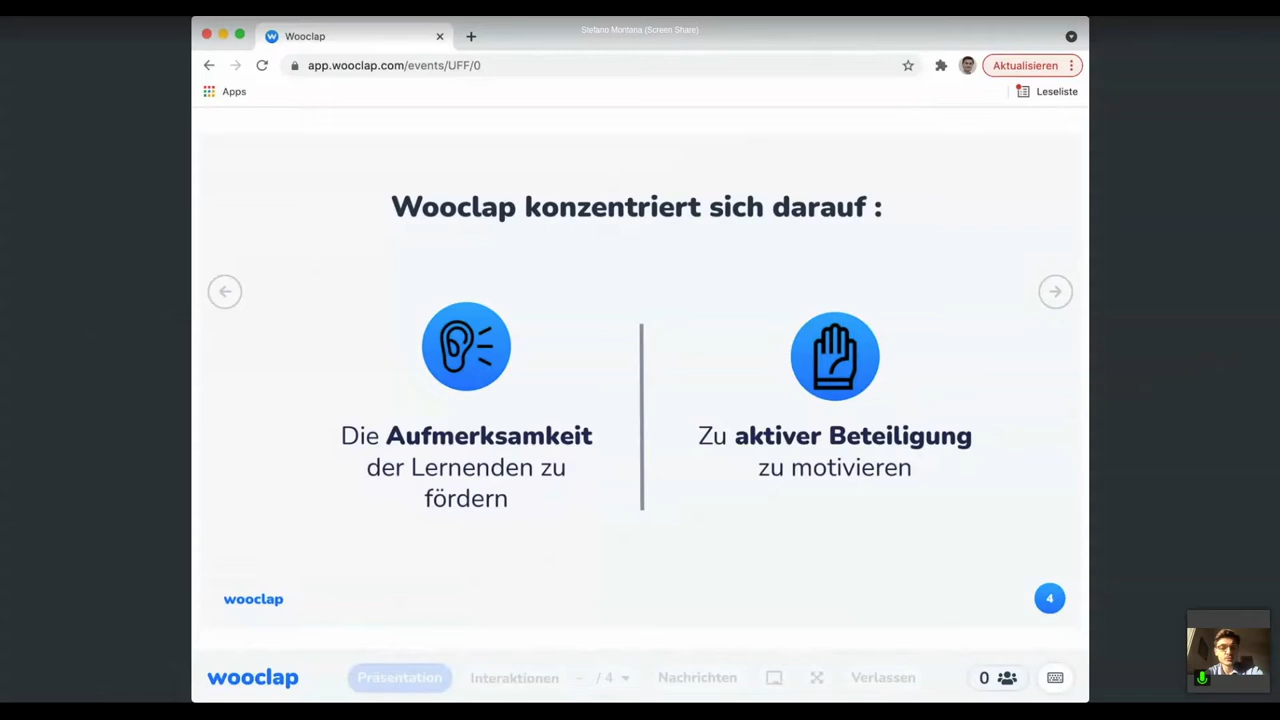 Stefano Montana (Screen Share)
Wooclap
app.wooclap.com/events/UFF/0
Aktualisieren
Apps
Leseliste
Wooclap konzentriert sich darauf :
Die Aufmerksamkeit
der Lernenden zu
fördern
Zu aktiver Beteiligung
zu motivieren
wooclap
4
wooclap
Präsentation
Interaktionen
- / 4
Nachrichten
Verlassen
0